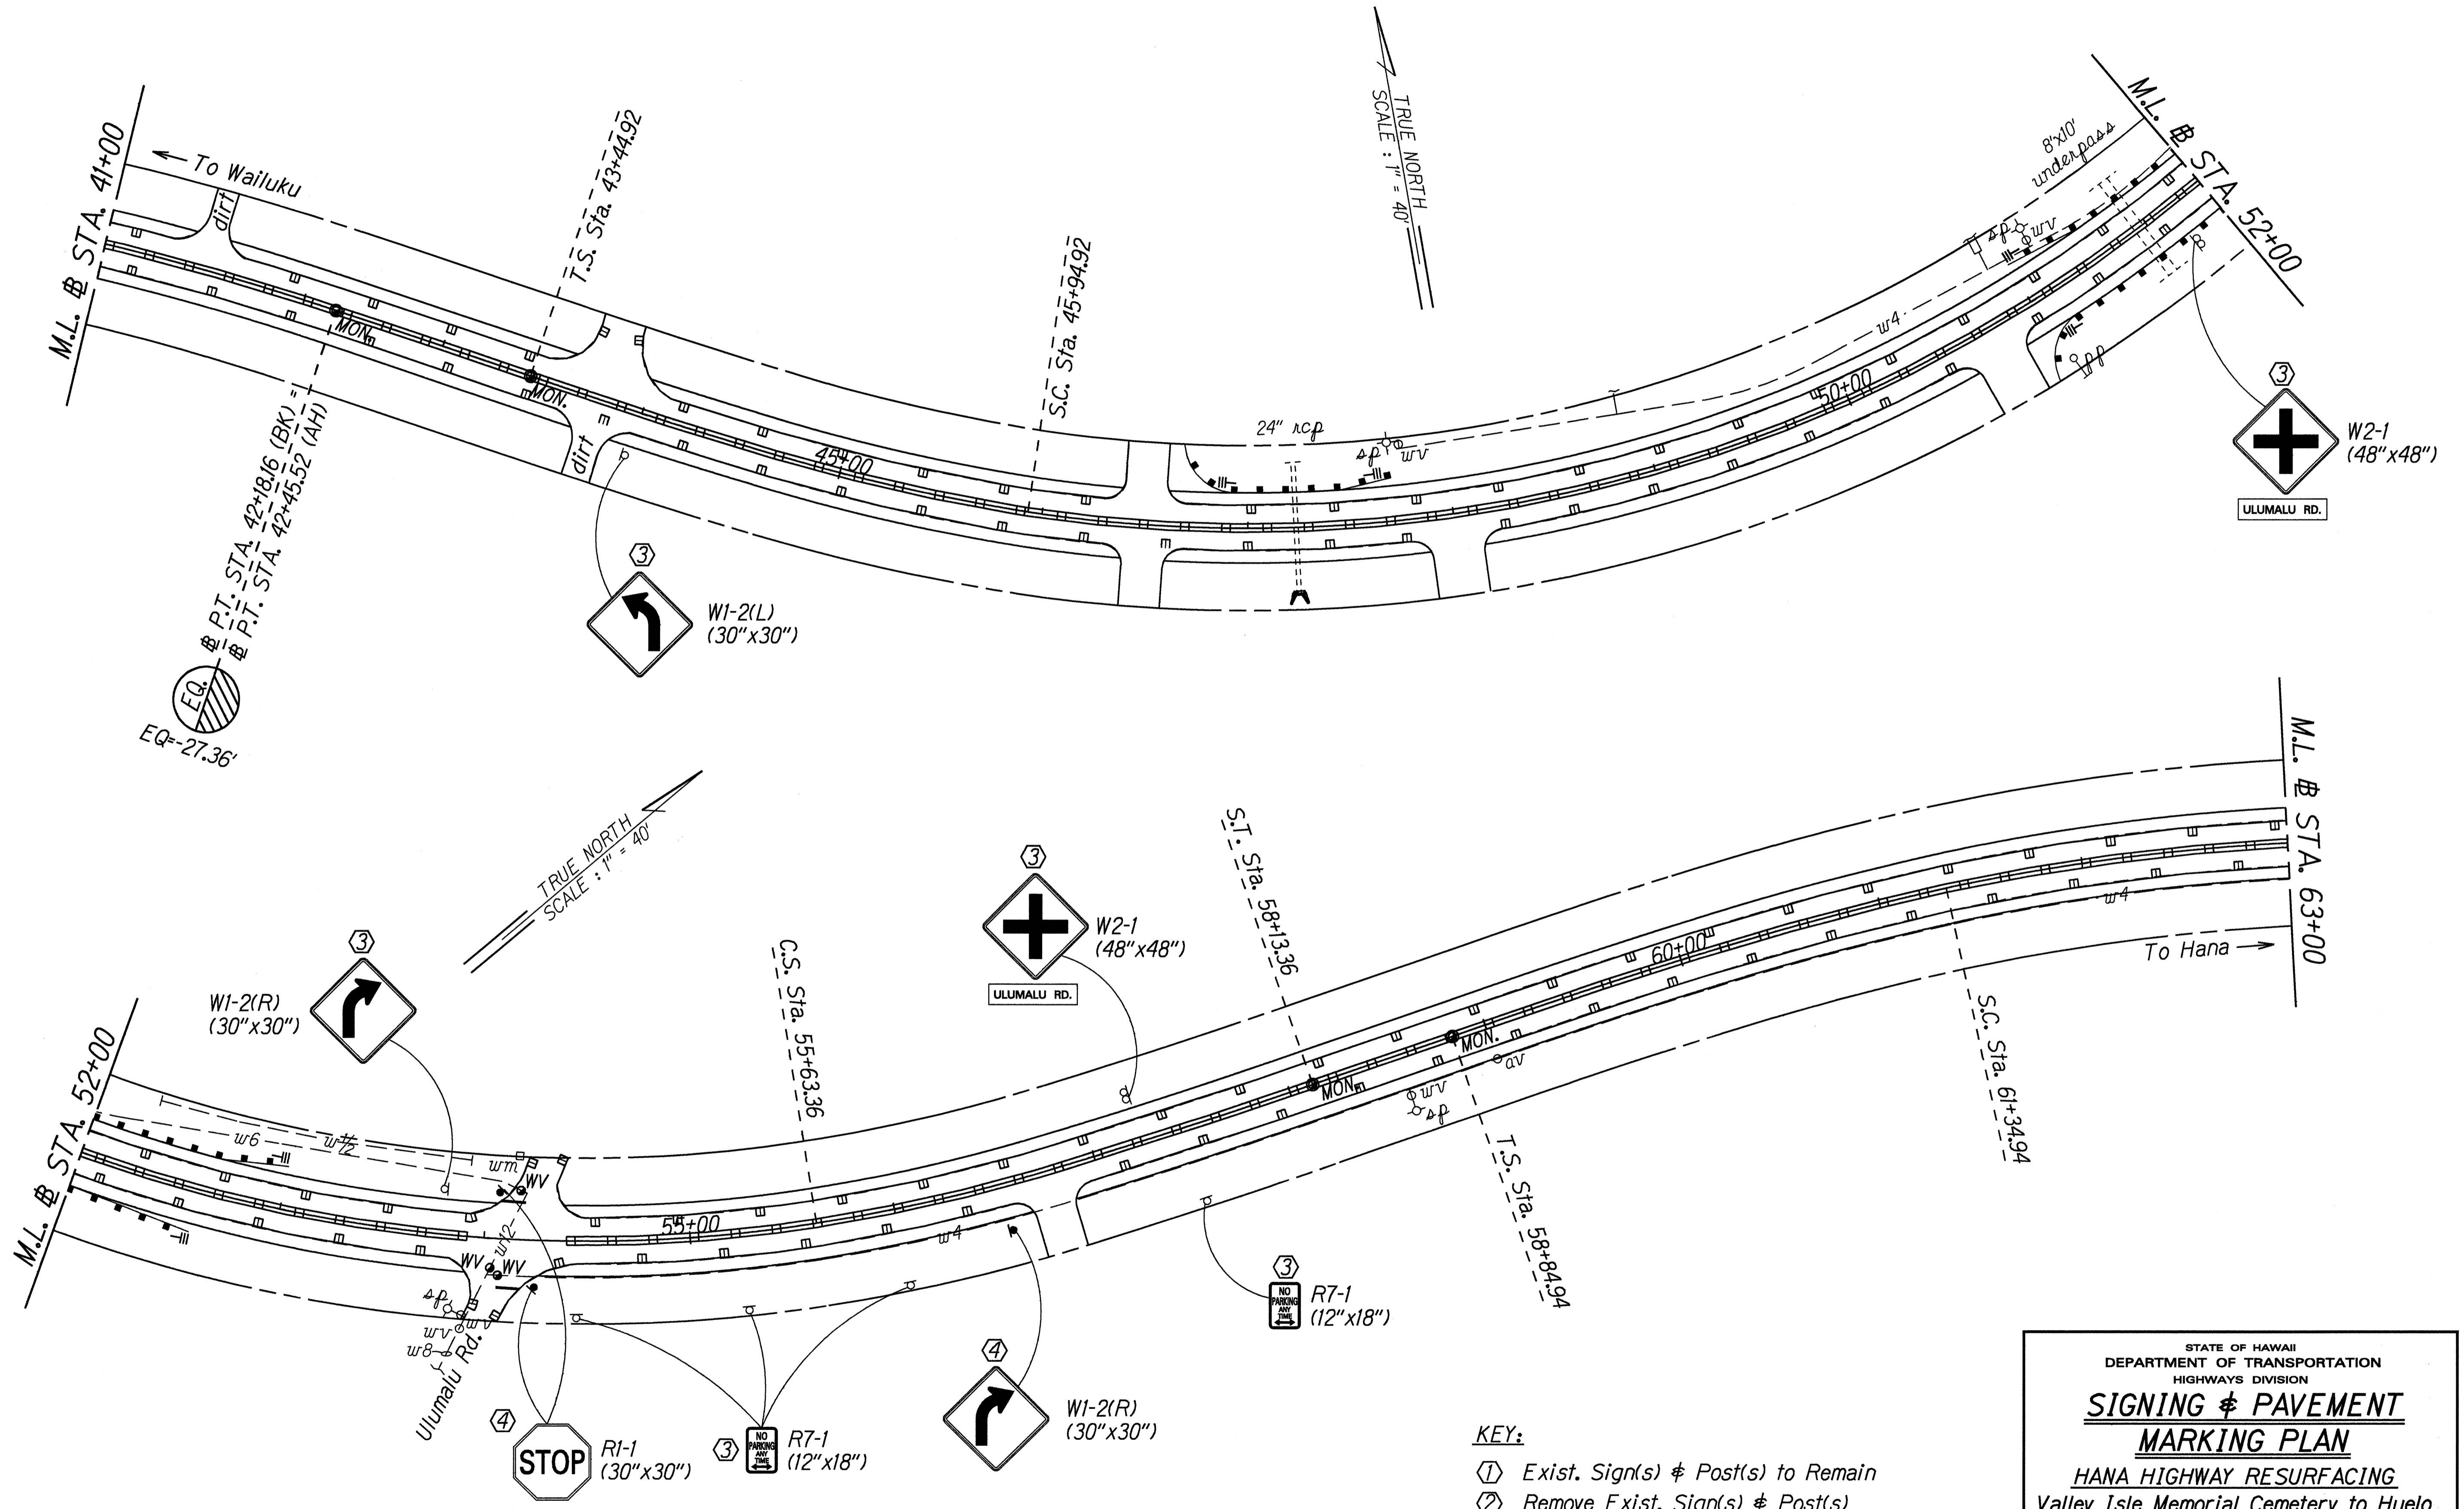 M.L. B STA. 41+00
← To Wailuku
dirt
T.S. Sta. 43+44.92
MON.
MON.
dirt
B P.T. STA. 42+18.16 (BK) =
B P.T. STA. 42+45.52 (AH)
EQ.
EQ=-27.36'
45+00
S.C. Sta. 45+94.92
3
W1-2(L)
(30"x30")
24" rcp
sp
wv
TRUE NORTH
SCALE : 1" = 40'
w4
50+00
sp
wv
8'x10'
underpass
pp
M.L. B STA. 52+00
3
W2-1
(48"x48")
ULUMALU RD.
TRUE NORTH
SCALE : 1" = 40'
M.L. B STA. 52+00
3
W1-2(R)
(30"x30")
w6
wm
WV
w12
WV
WV
sp
wv
wv
w8
Ulumalu Rd.
55+00
C.S. Sta. 55+63.36
w4
3
W2-1
(48"x48")
ULUMALU RD.
S.T. Sta. 58+13.36
MON.
MON.
wv
sp
av
T.S. Sta. 58+84.94
60+00
S.C. Sta. 61+34.94
w4
To Hana →
M.L. B STA. 63+00
4
STOP
R1-1
(30"x30")
3
NO
PARKING
ANY
TIME
R7-1
(12"x18")
4
W1-2(R)
(30"x30")
3
NO
PARKING
ANY
TIME
R7-1
(12"x18")
KEY:
1 Exist. Sign(s) & Post(s) to Remain
2 Remove Exist. Sign(s) & Post(s)
STATE OF HAWAII
DEPARTMENT OF TRANSPORTATION
HIGHWAYS DIVISION
SIGNING & PAVEMENT
MARKING PLAN
HANA HIGHWAY RESURFACING
Valley Isle Memorial Cemetery to Huelo